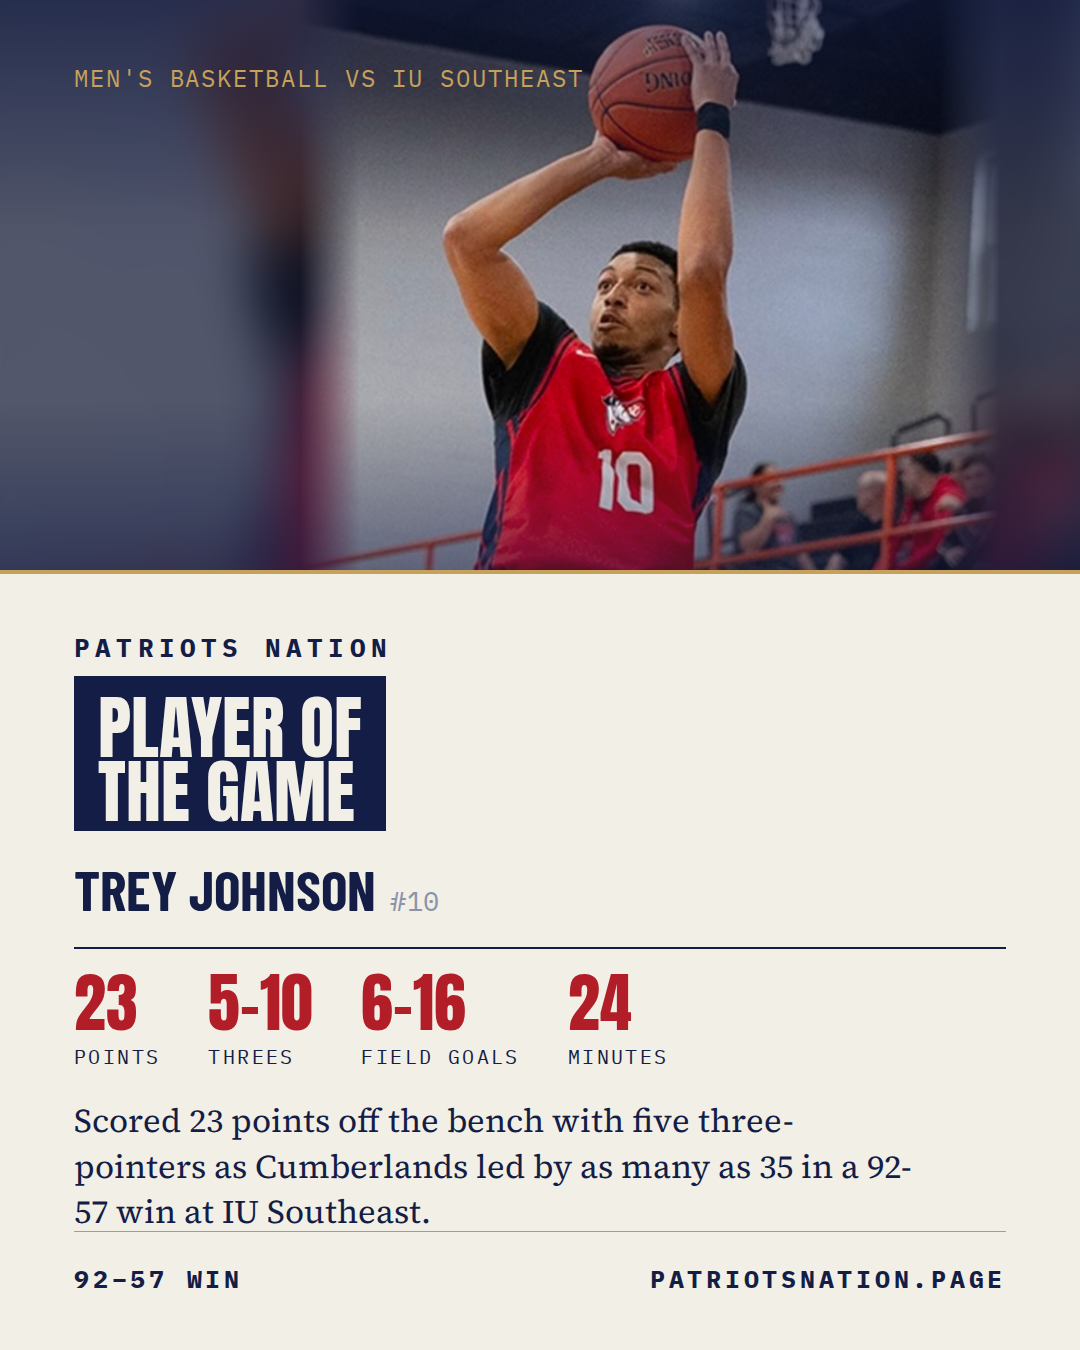 MEN'S BASKETBALL VS IU SOUTHEAST
10
PATRIOTS NATION
PLAYER OF
THE GAME
TREY JOHNSON #10
23 5-10 6-16 24
POINTS THREES FIELD GOALS MINUTES
Scored 23 points off the bench with five three-
pointers as Cumberlands led by as many as 35 in a 92-
57 win at IU Southeast.
92–57 WIN PATRIOTSNATION.PAGE